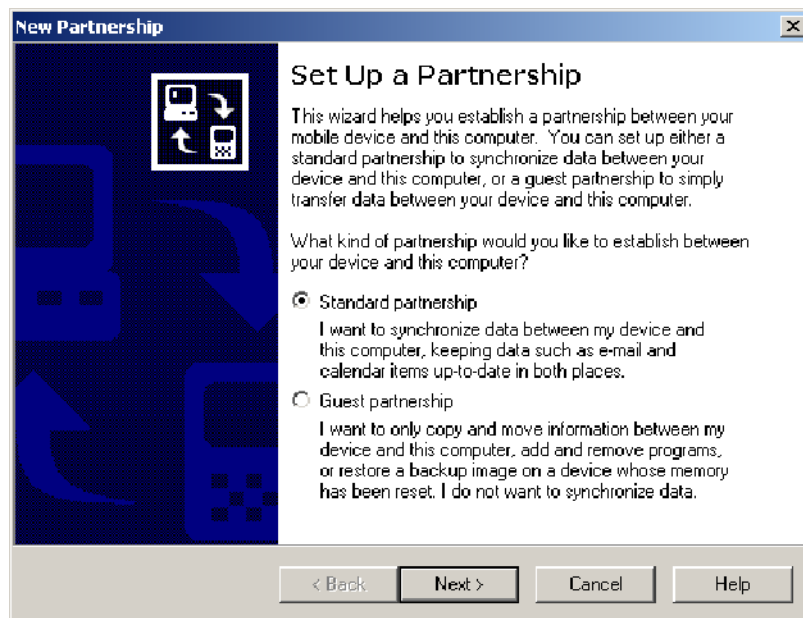 New Partnership
Set Up a Partnership
This wizard helps you establish a partnership between your
mobile device and this computer.  You can set up either a
standard partnership to synchronize data between your
device and this computer, or a guest partnership to simply
transfer data between your device and this computer.
What kind of partnership would you like to establish between
your device and this computer?
Standard partnership
I want to synchronize data between my device and
this computer, keeping data such as e-mail and
calendar items up-to-date in both places.
Guest partnership
I want to only copy and move information between my
device and this computer, add and remove programs,
or restore a backup image on a device whose memory
has been reset. I do not want to synchronize data.
< Back
Next >
Cancel
Help